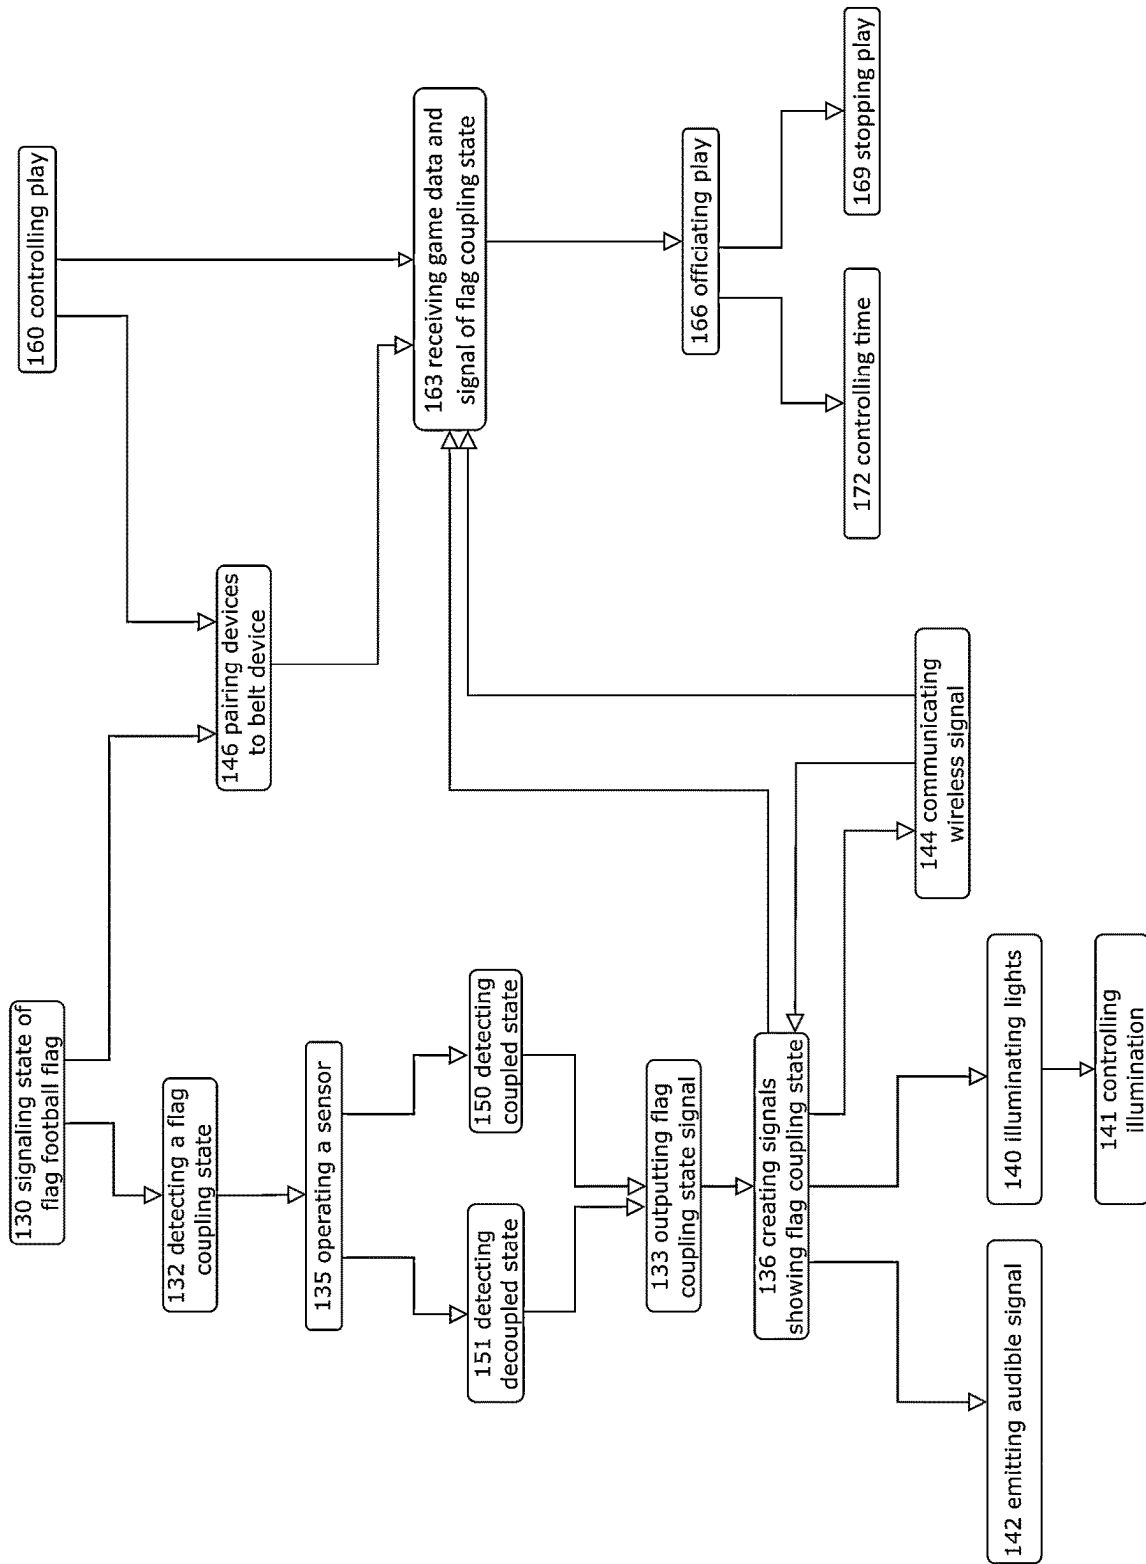 130 signaling state of
flag football flag
160 controlling play
132 detecting a flag
coupling state
146 pairing devices
to belt device
135 operating a sensor
151 detecting
decoupled state
150 detecting
coupled state
163 receiving game data and
signal of flag coupling state
133 outputting flag
coupling state signal
166 officiating play
136 creating signals
showing flag coupling state
172 controlling time
169 stopping play
144 communicating
wireless signal
142 emitting audible signal
140 illuminating lights
141 controlling
illumination